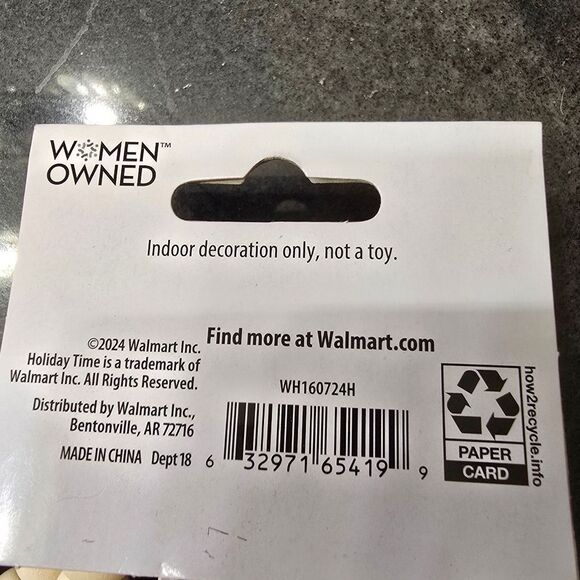 WOMEN™
OWNED
Indoor decoration only, not a toy.
©2024 Walmart Inc.
Holiday Time is a trademark of
Walmart Inc. All Rights Reserved.
Distributed by Walmart Inc.,
Bentonville, AR 72716
MADE IN CHINA Dept 18
Find more at Walmart.com
WH160724H
6 32971 65419 9
PAPER
CARD
how2recycle.info